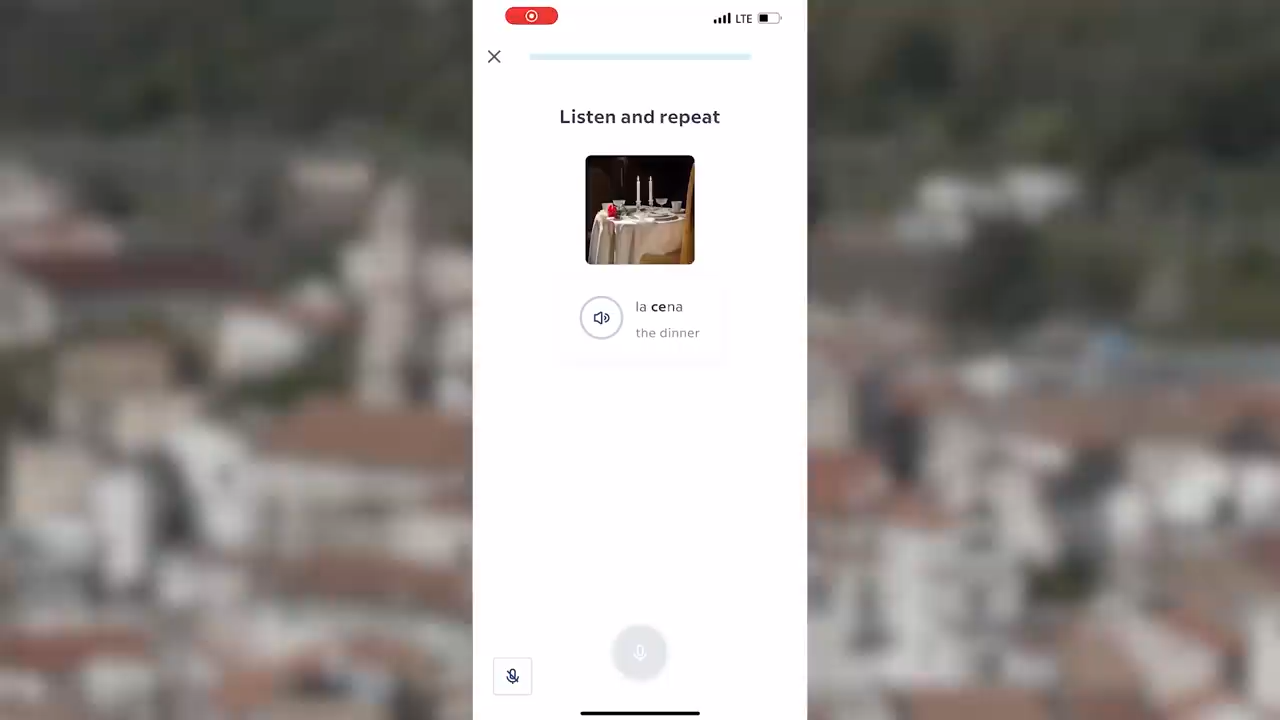 LTE
Listen and repeat
la cena
the dinner